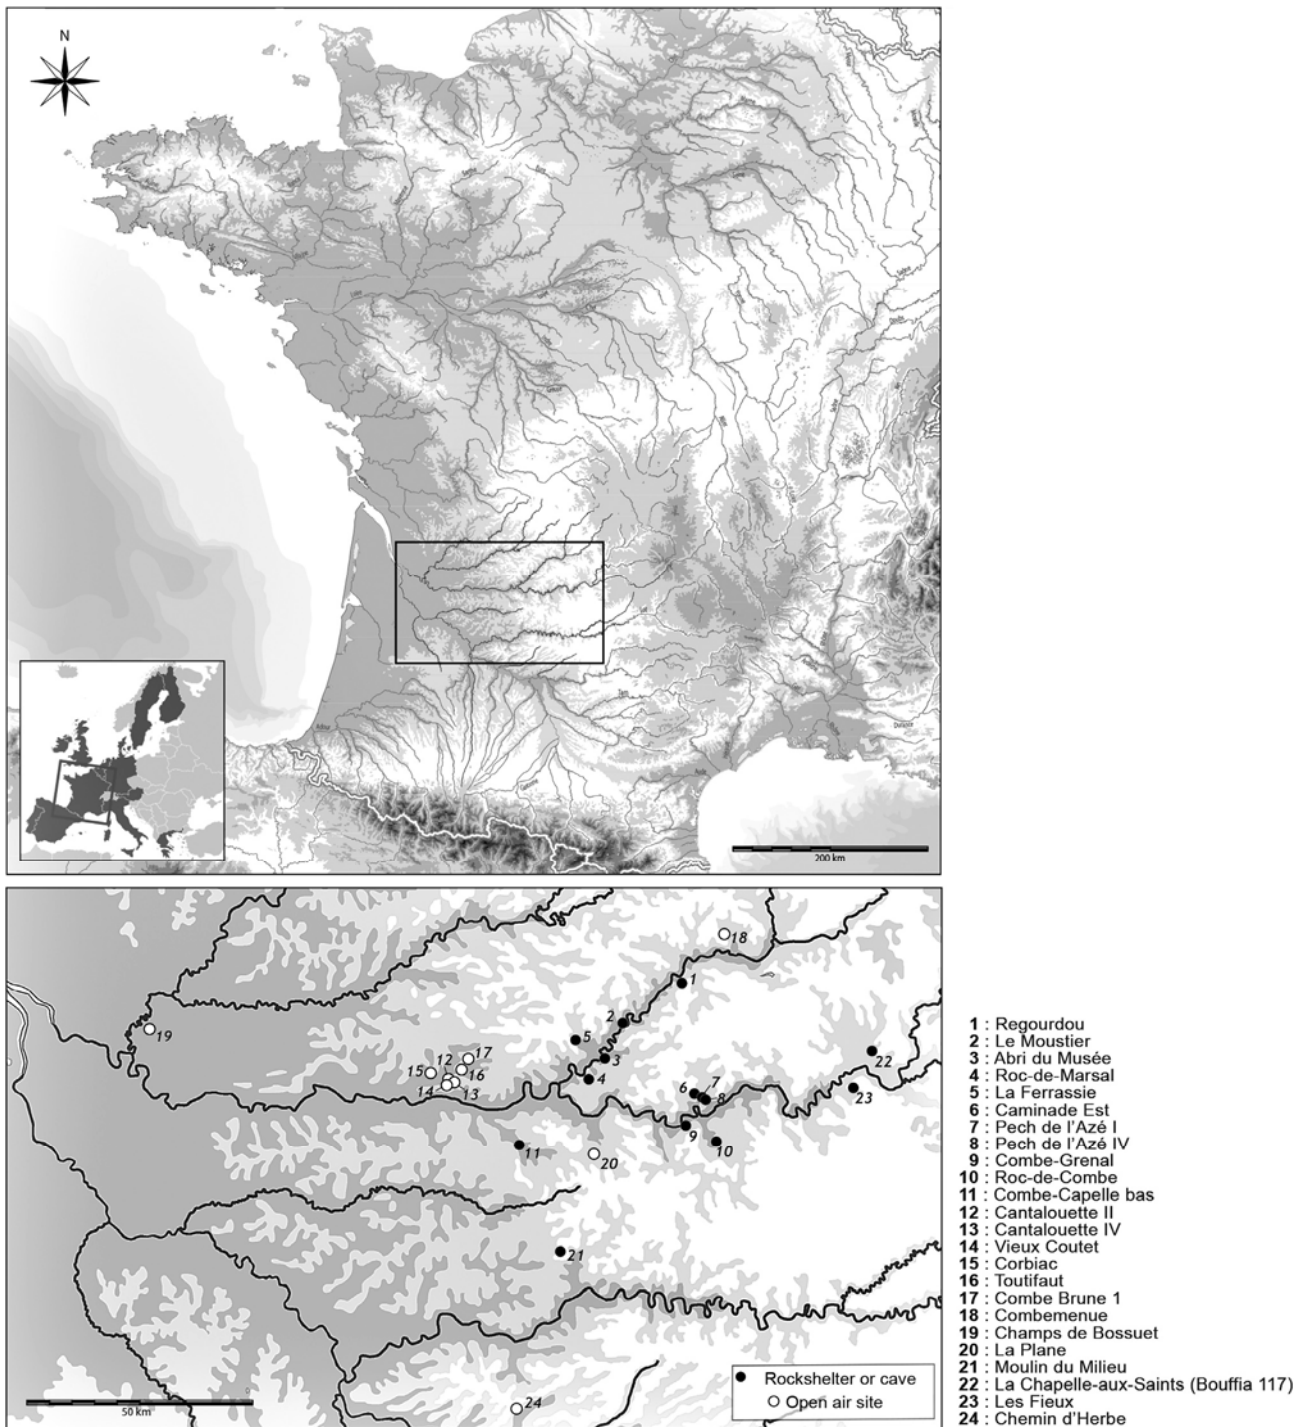 N
Adour
Tarn
Lot
Aude
Durance
Garonne
200 km
18
1
2
19
5
3
17
12
15
16
4
22
7
6
14
13
8
23
9
10
11
20
21
24
50 km
Rockshelter or cave
Open air site
1 : Regourdou
2 : Le Moustier
3 : Abri du Musée
4 : Roc-de-Marsal
5 : La Ferrassie
6 : Caminade Est
7 : Pech de l'Azé I
8 : Pech de l'Azé IV
9 : Combe-Grenal
10 : Roc-de-Combe
11 : Combe-Capelle bas
12 : Cantalouette II
13 : Cantalouette IV
14 : Vieux Coutet
15 : Corbiac
16 : Toutifaut
17 : Combe Brune 1
18 : Combemenue
19 : Champs de Bossuet
20 : La Plane
21 : Moulin du Milieu
22 : La Chapelle-aux-Saints (Bouffia 117)
23 : Les Fieux
24 : Chemin d'Herbe